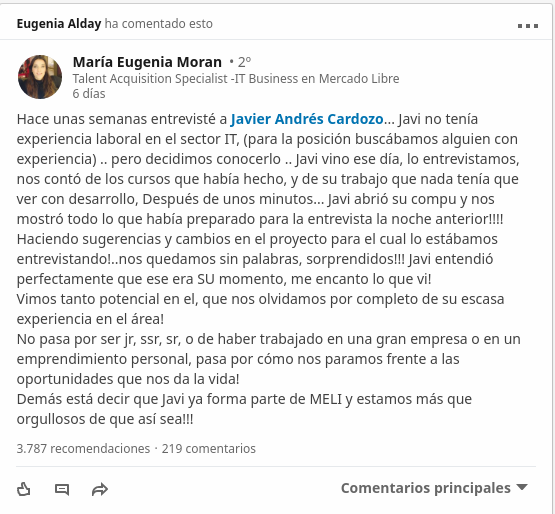 Eugenia Alday ha comentado esto
María Eugenia Moran • 2º
Talent Acquisition Specialist -IT Business en Mercado Libre
6 días
Hace unas semanas entrevisté a Javier Andrés Cardozo... Javi no tenía
experiencia laboral en el sector IT, (para la posición buscábamos alguien con
experiencia) .. pero decidimos conocerlo .. Javi vino ese día, lo entrevistamos,
nos contó de los cursos que había hecho, y de su trabajo que nada tenía que
ver con desarrollo, Después de unos minutos... Javi abrió su compu y nos
mostró todo lo que había preparado para la entrevista la noche anterior!!!!
Haciendo sugerencias y cambios en el proyecto para el cual lo estábamos
entrevistando!..nos quedamos sin palabras, sorprendidos!!! Javi entendió
perfectamente que ese era SU momento, me encanto lo que vi!
Vimos tanto potencial en el, que nos olvidamos por completo de su escasa
experiencia en el área!
No pasa por ser jr, ssr, sr, o de haber trabajado en una gran empresa o en un
emprendimiento personal, pasa por cómo nos paramos frente a las
oportunidades que nos da la vida!
Demás está decir que Javi ya forma parte de MELI y estamos más que
orgullosos de que así sea!!!
3.787 recomendaciones · 219 comentarios
Comentarios principales